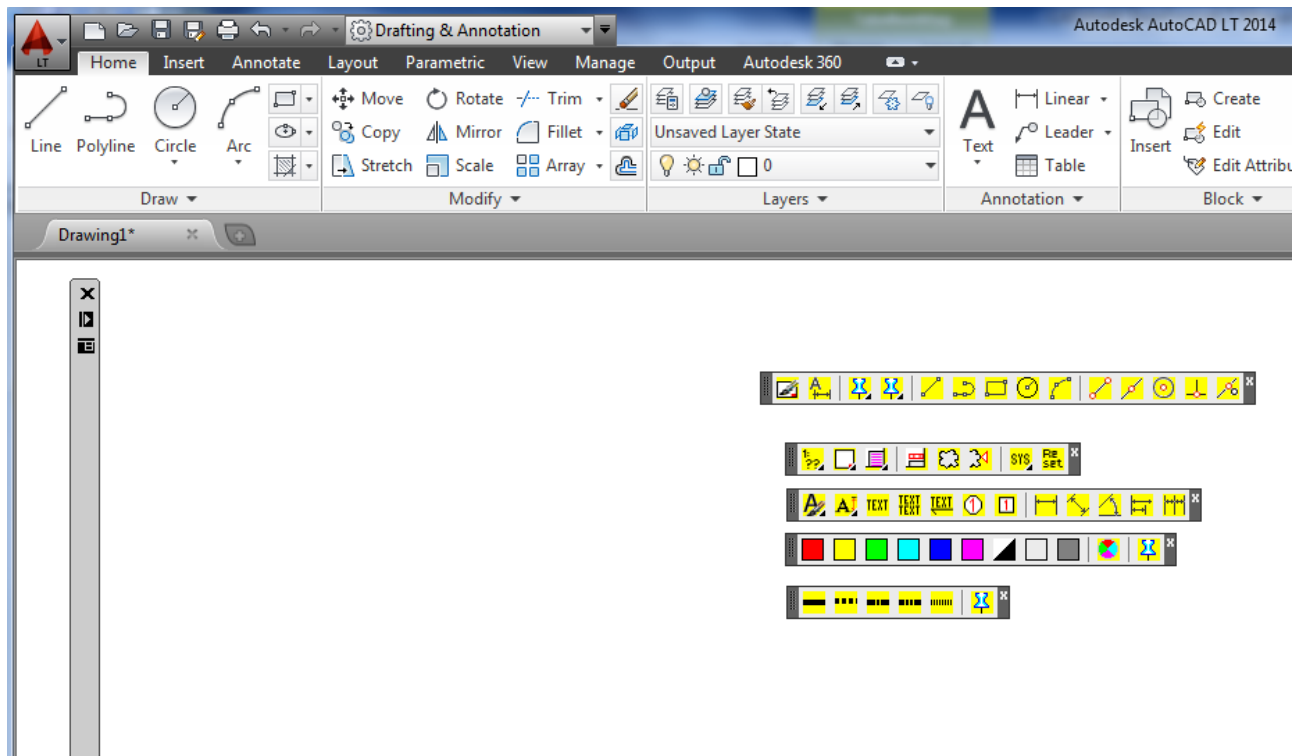 Drafting & Annotation
Autodesk AutoCAD LT 2014
LT
Home Insert Annotate Layout Parametric View Manage Output Autodesk 360
Move Rotate Trim Linear Create
Copy Mirror Fillet Unsaved Layer State Leader Edit
Line Polyline Circle Arc Text Insert
Stretch Scale Array 0 Table Edit Attribu
Draw Modify Layers Annotation Block
Drawing1*
A
1:
??
SYS
RE
SET
A A TEXT TEXT TEXT TEXT 1 1